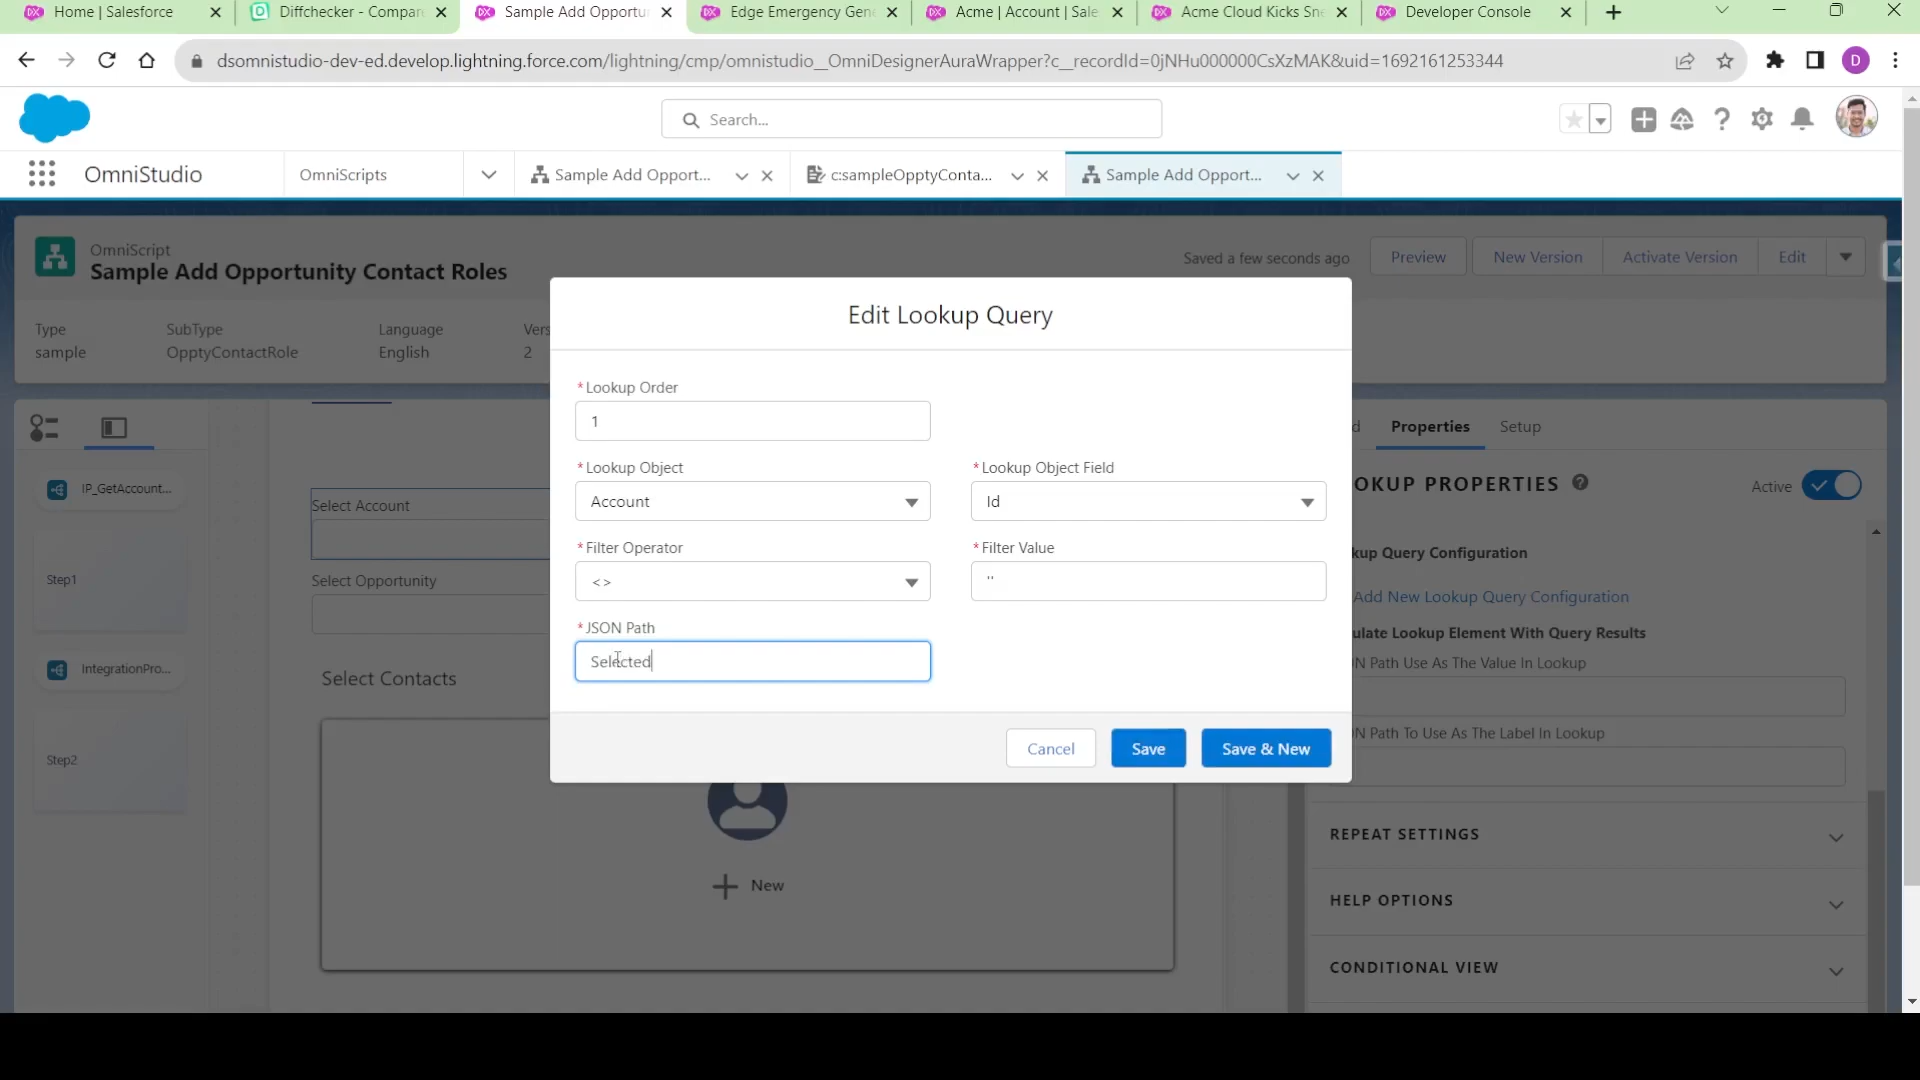 Home | Salesforce
Diffchecker - Compar
Sample Add Opportu
Edge Emergency Gen
Acme | Account | Sale
Acme Cloud Kicks Sne
Developer Console
dsomnistudio-dev-ed.develop.lightning.force.com/lightning/cmp/omnistudio__OmniDesignerAuraWrapper?c__recordId=0jNHu000000CsXzMAK&uid=1692161253344
D
Search...
OmniStudio
OmniScripts
Sample Add Opport...
c:sampleOpptyConta...
Sample Add Opport...
OmniScript
Sample Add Opportunity Contact Roles
Saved a few seconds ago
Preview
New Version
Activate Version
Edit
Type
SubType
Language
Vers
sample
OpptyContactRole
English
2
Edit Lookup Query
*Lookup Order
1
*Lookup Object
*Lookup Object Field
Account
Id
*Filter Operator
*Filter Value
<>
''
*JSON Path
Selected
Cancel
Save
Save & New
IP_GetAccount...
Step1
IntegrationPro...
Step2
Select Account
Select Opportunity
Select Contacts
+ New
d
Properties
Setup
OKUP PROPERTIES
Active
kup Query Configuration
Add New Lookup Query Configuration
ulate Lookup Element With Query Results
N Path Use As The Value In Lookup
N Path To Use As The Label In Lookup
REPEAT SETTINGS
HELP OPTIONS
CONDITIONAL VIEW